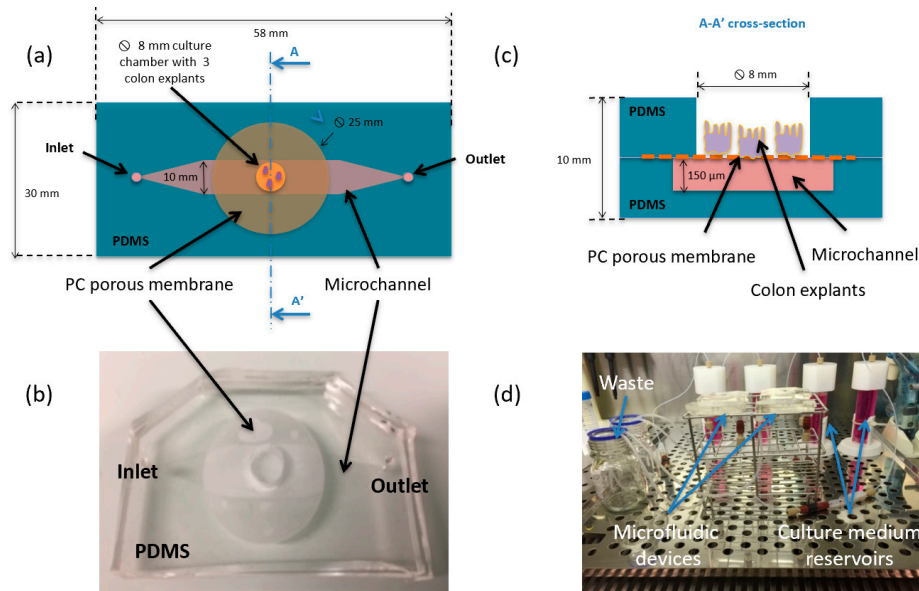 58 mm
A-A’ cross-section
(a)
∅ 8 mm culture
chamber with 3
colon explants
A
(c)
∅ 8 mm
∅ 25 mm
PDMS
Inlet
Outlet
10 mm
30 mm
PDMS
10 mm
150 µm
PDMS
PC porous membrane
Microchannel
A’
PC porous membrane
Microchannel
Colon explants
(b)
Inlet
Outlet
PDMS
(d)
Waste
Microfluidic
devices
Culture medium
reservoirs